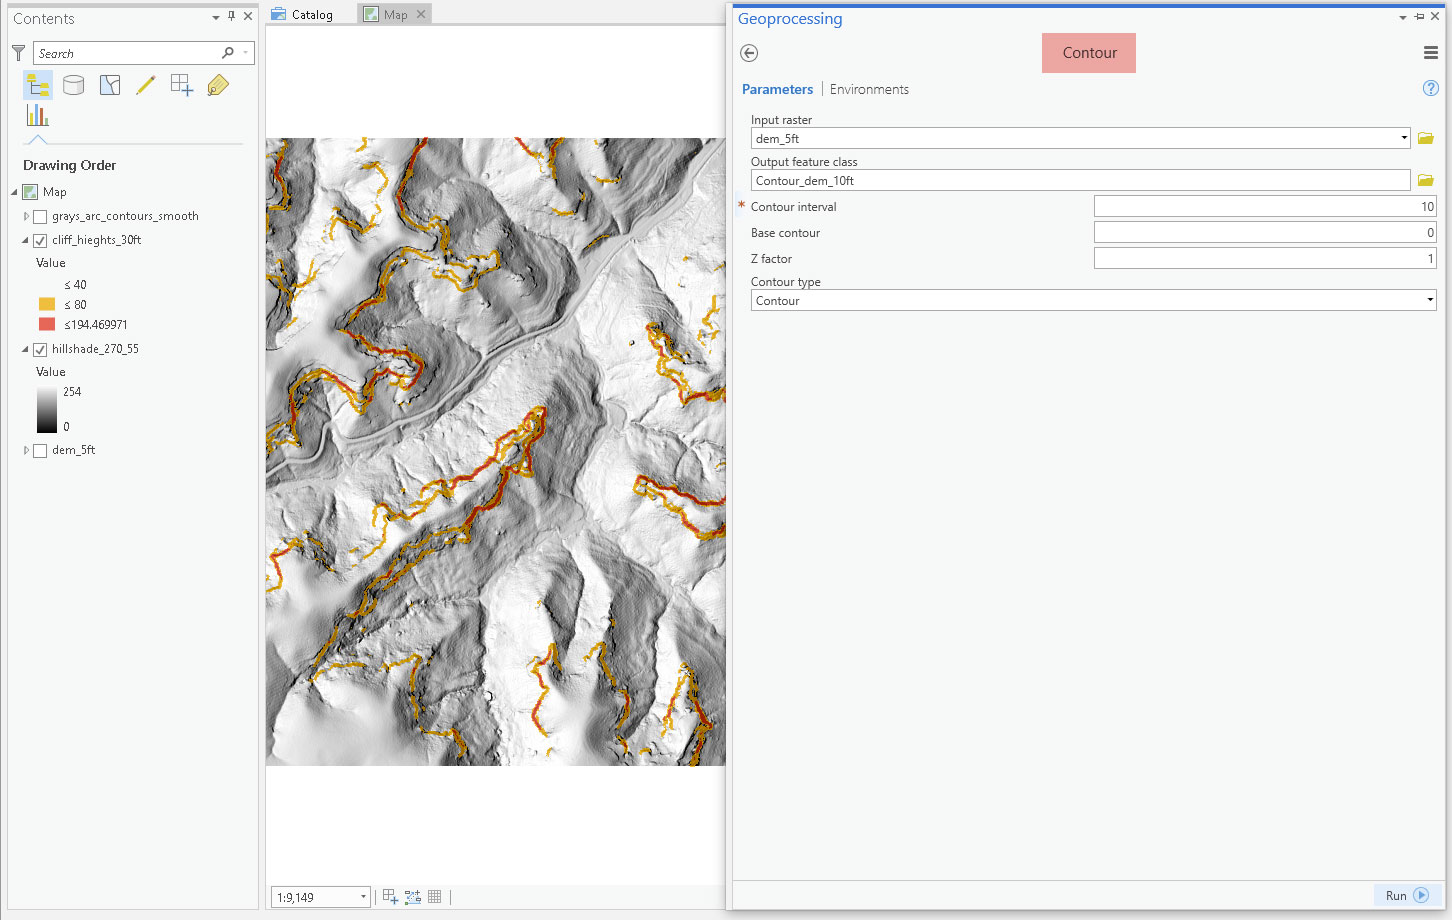 Contents
Search
Drawing Order
Map
grays_arc_contours_smooth
cliff_hieghts_30ft
Value
≤ 40
≤ 80
≤194.469971
hillshade_270_55
Value
254
0
dem_5ft
Catalog
Map
1:9,149
Geoprocessing
Contour
Parameters
Environments
?
Input raster
dem_5ft
Output feature class
Contour_dem_10ft
* Contour interval 10
Base contour 0
Z factor 1
Contour type
Contour
Run